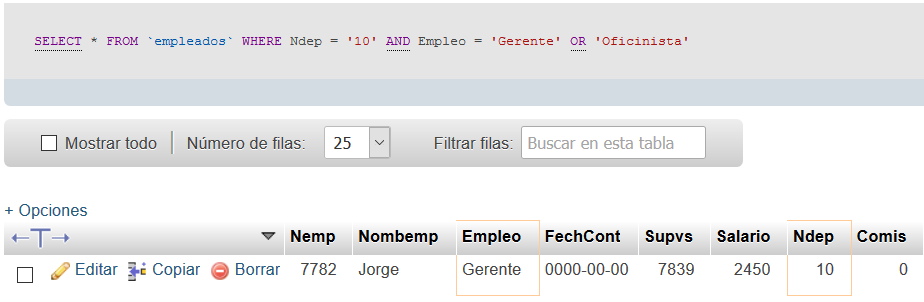 SELECT * FROM `empleados` WHERE Ndep = '10' AND Empleo = 'Gerente' OR 'Oficinista'
Mostrar todo Número de filas: 25 Filtrar filas: Buscar en esta tabla
+ Opciones
←T→ Nemp Nombemp Empleo FechCont Supvs Salario Ndep Comis
Editar Copiar Borrar 7782 Jorge Gerente 0000-00-00 7839 2450 10 0